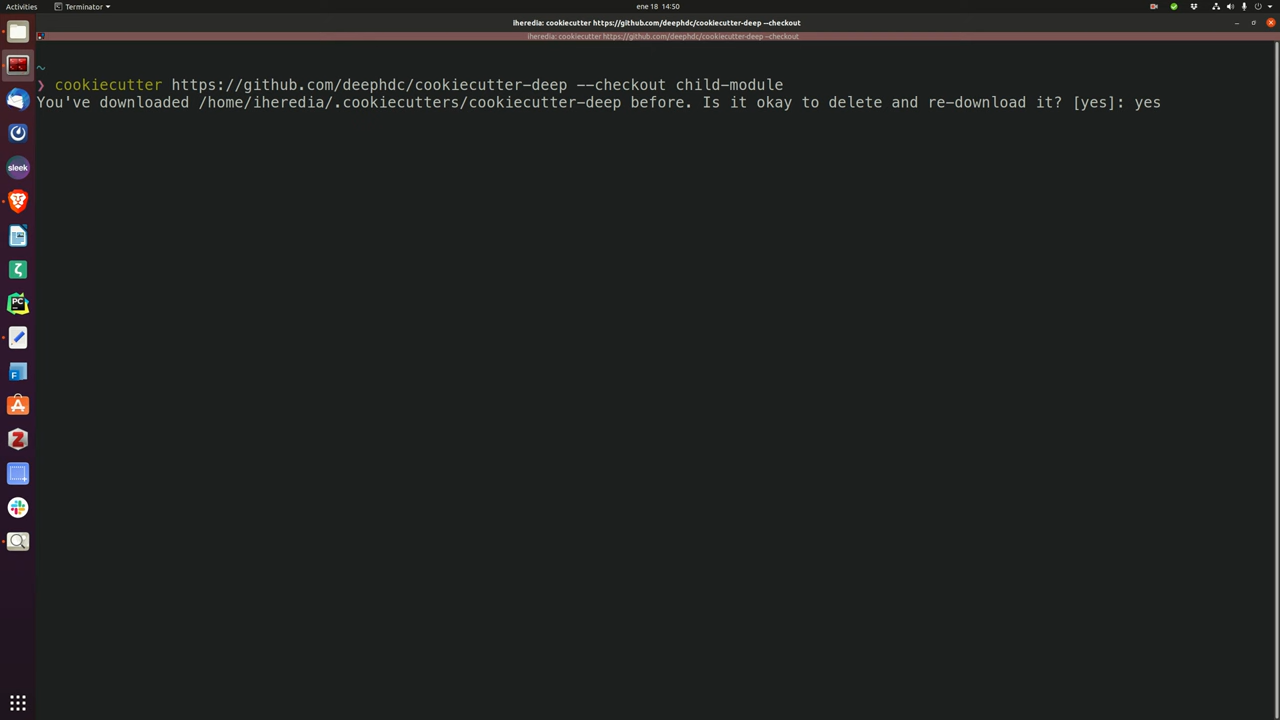 Activities
Terminator
ene 18 14:50
iheredia: cookiecutter https://github.com/deephdc/cookiecutter-deep --checkout
iheredia: cookiecutter https://github.com/deephdc/cookiecutter-deep --checkout
~
❯ cookiecutter https://github.com/deephdc/cookiecutter-deep --checkout child-module
You've downloaded /home/iheredia/.cookiecutters/cookiecutter-deep before. Is it okay to delete and re-download it? [yes]: yes
sleek
PC
F
Z